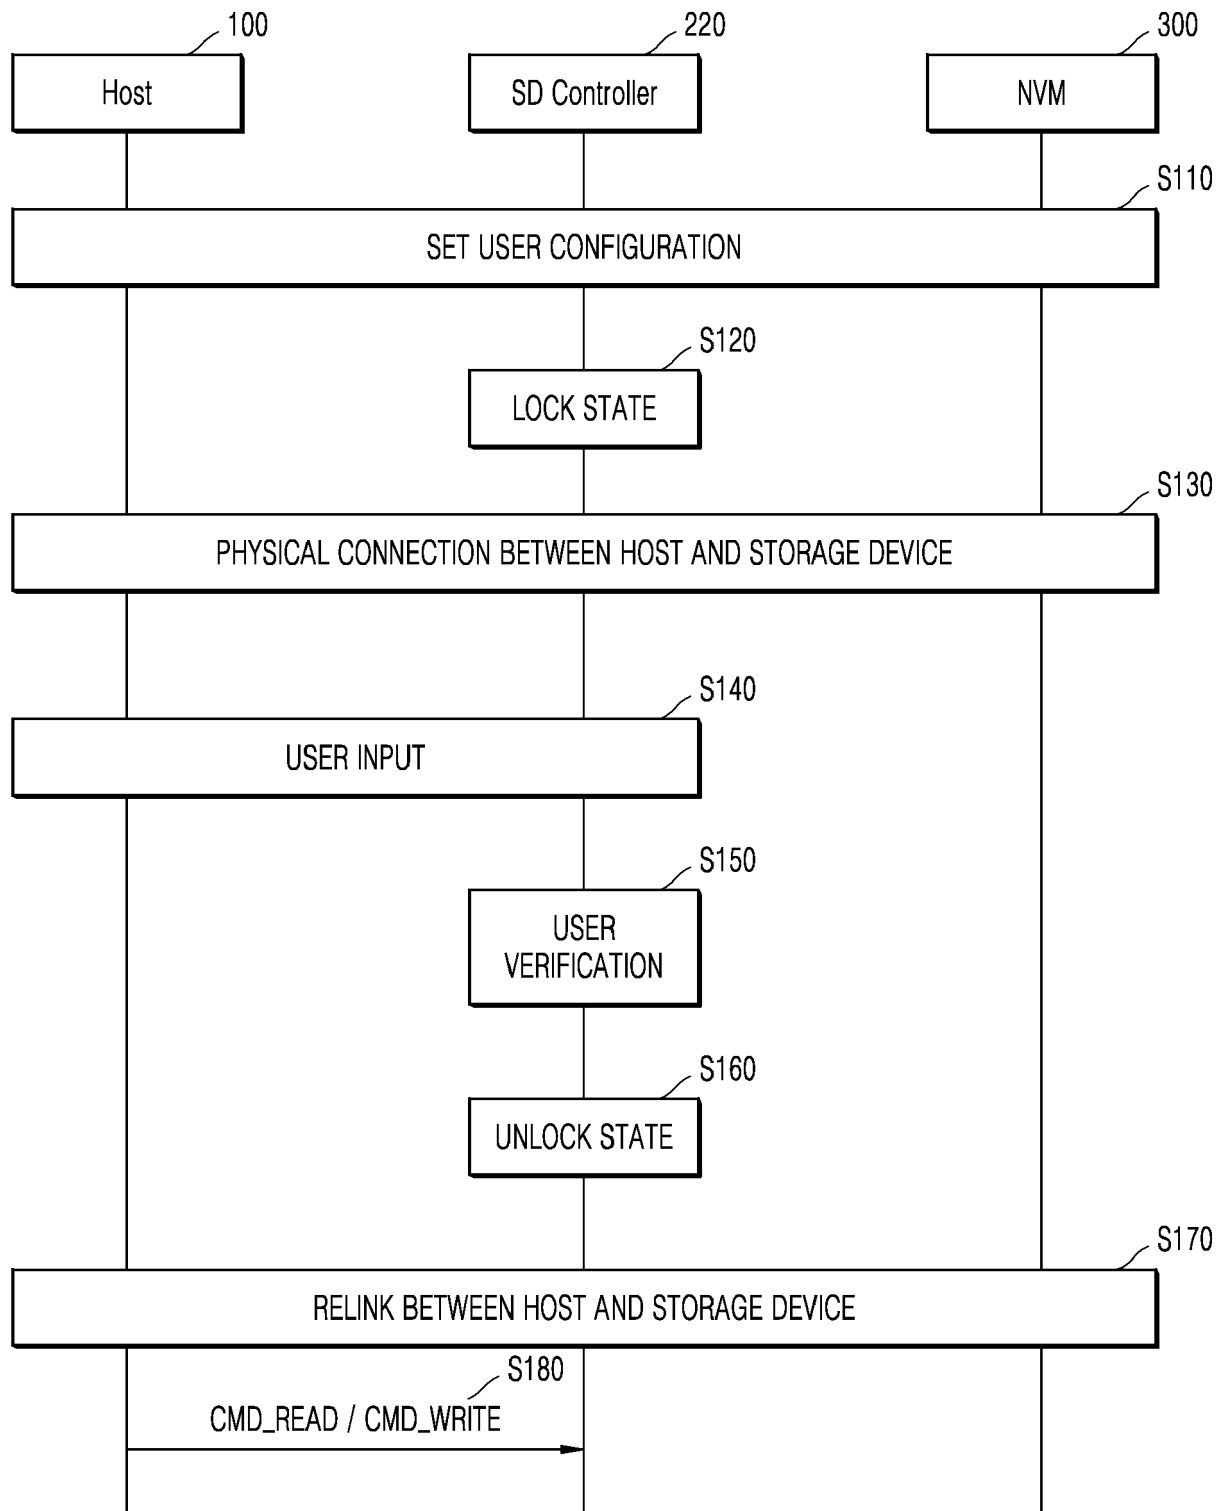 100
220
300
Host
SD Controller
NVM
S110
SET USER CONFIGURATION
S120
LOCK STATE
S130
PHYSICAL CONNECTION BETWEEN HOST AND STORAGE DEVICE
S140
USER INPUT
S150
USER
VERIFICATION
S160
UNLOCK STATE
S170
RELINK BETWEEN HOST AND STORAGE DEVICE
S180
CMD_READ / CMD_WRITE